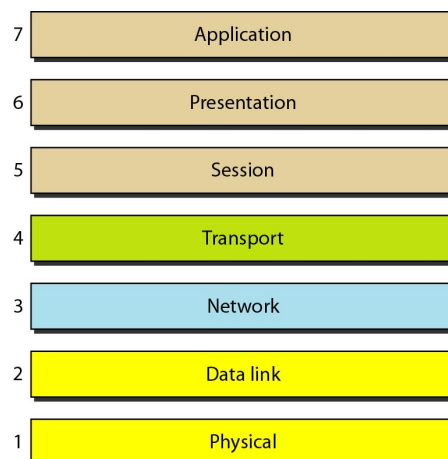 7 Application
6 Presentation
5 Session
4 Transport
3 Network
2 Data link
1 Physical